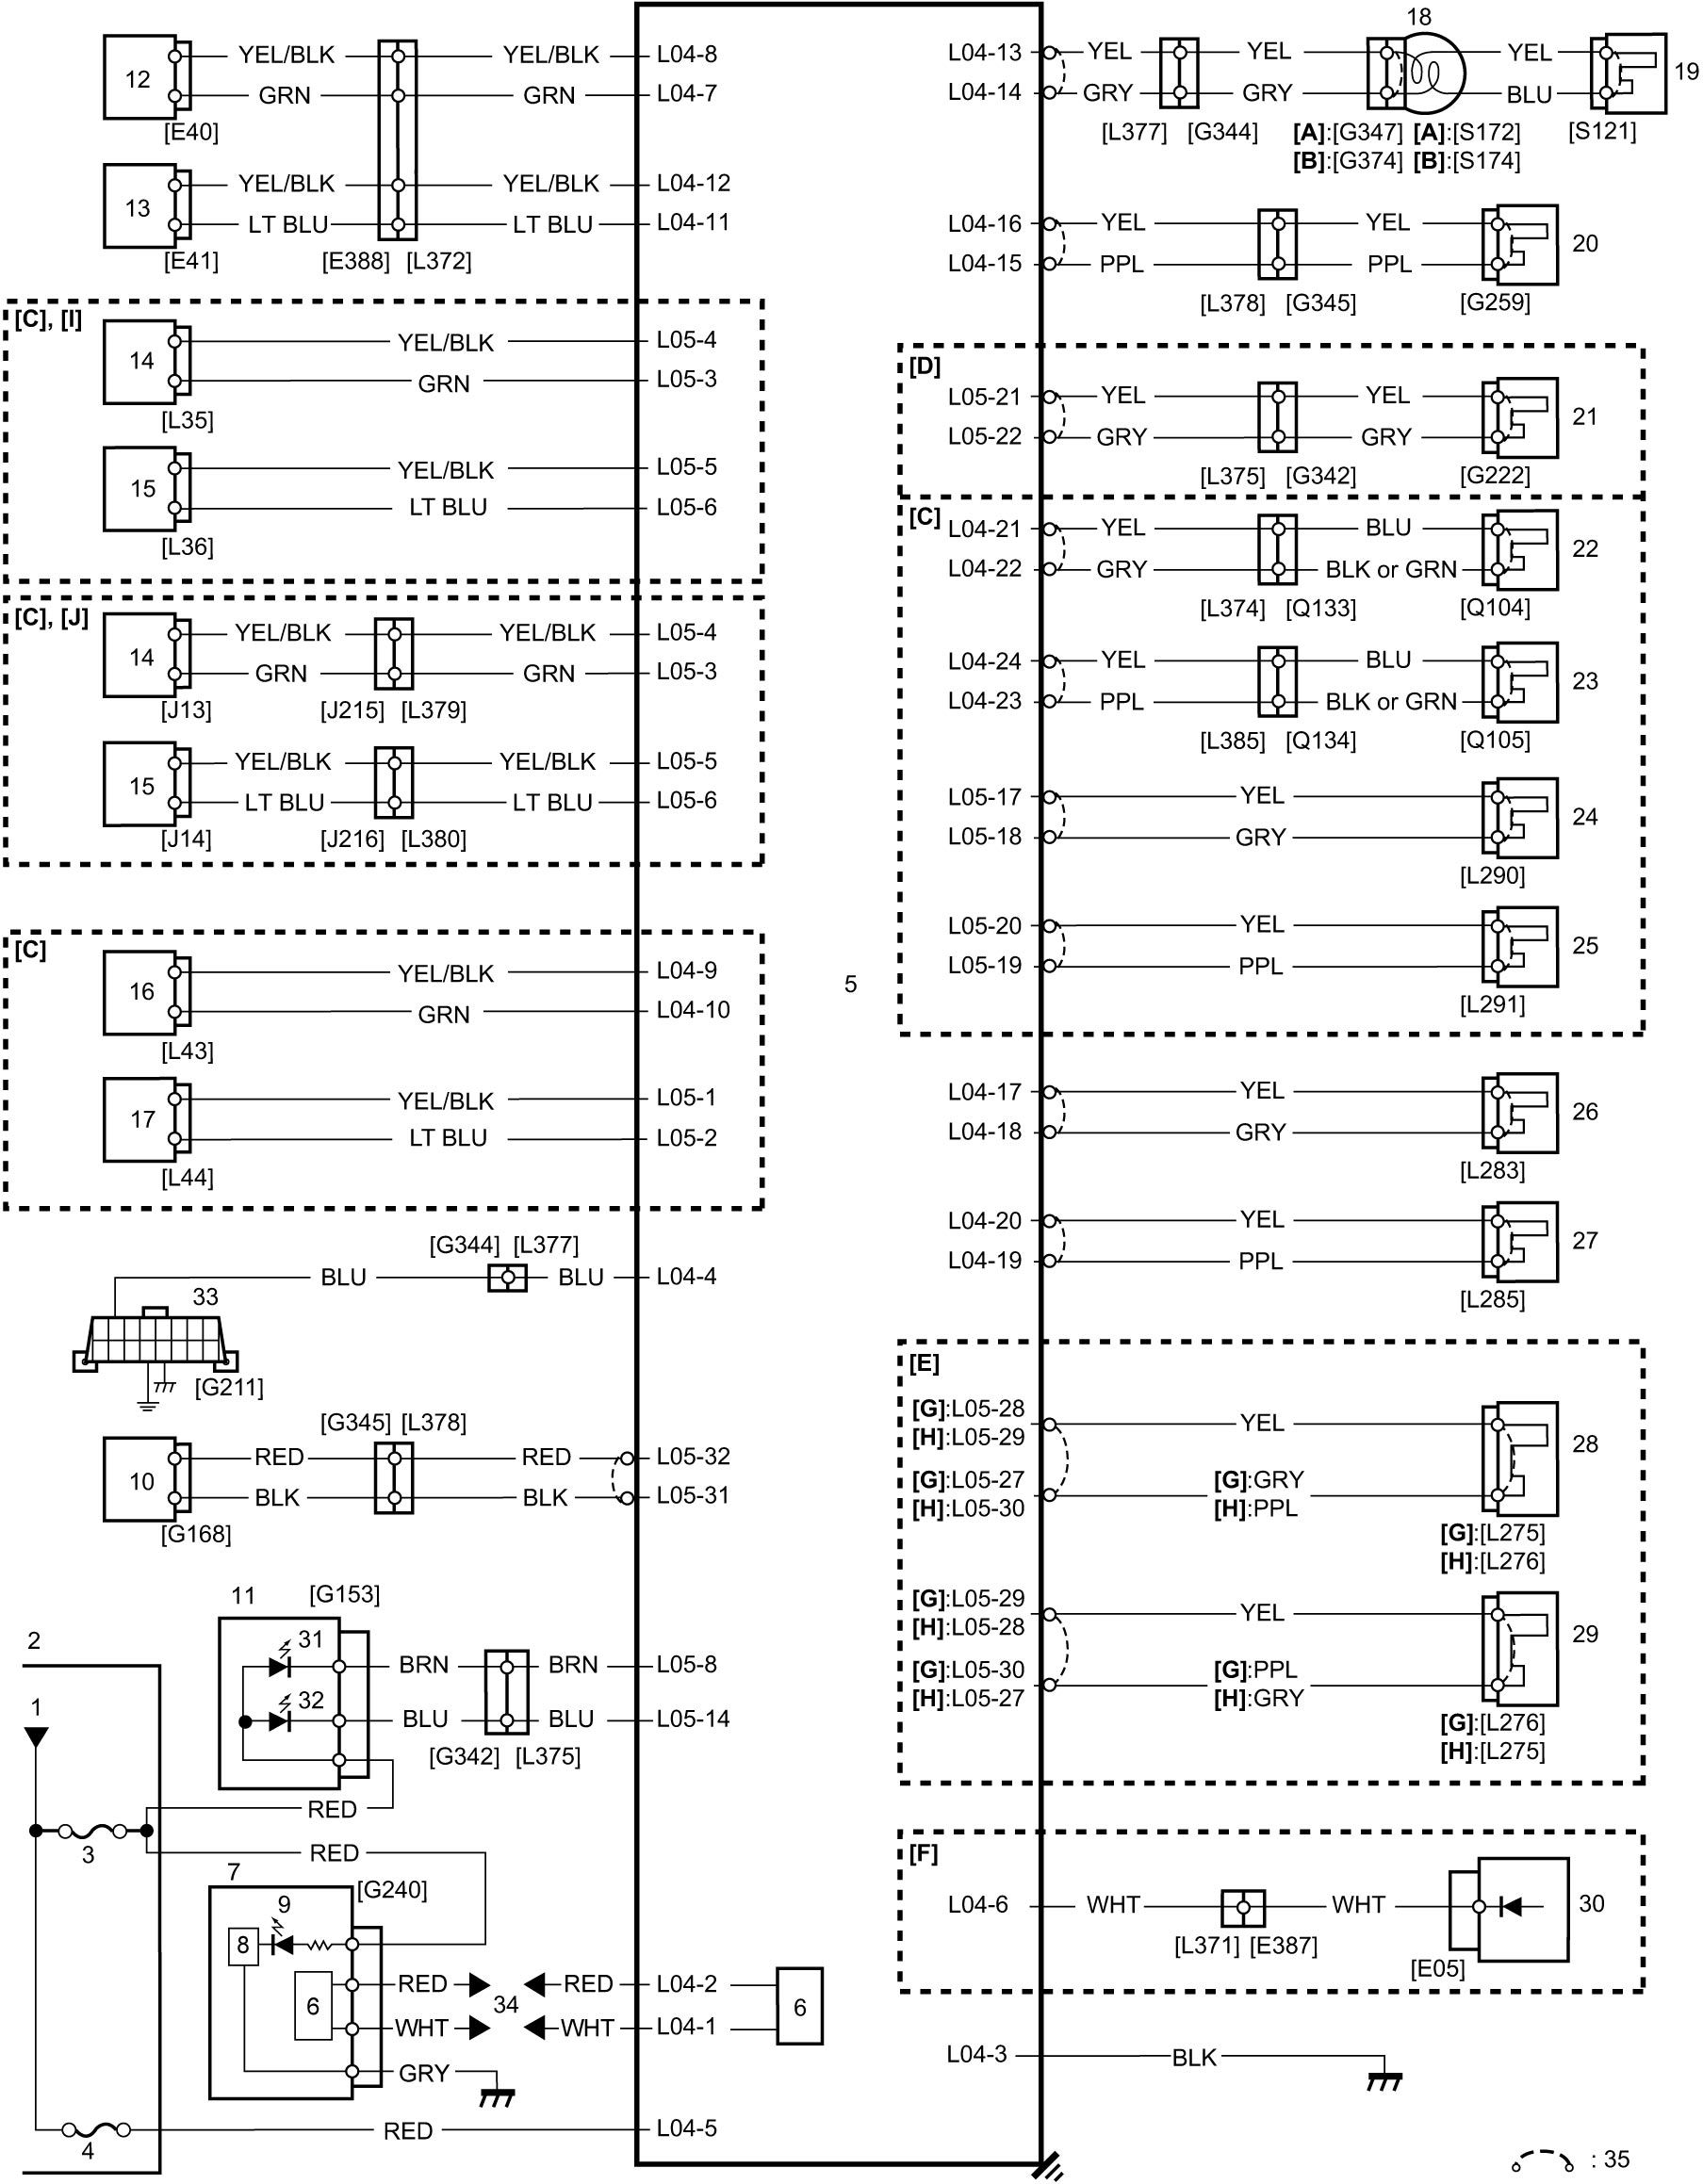 12
YEL/BLK
YEL/BLK
L04-8
GRN
GRN
L04-7
[E40]
13
YEL/BLK
YEL/BLK
L04-12
LT BLU
LT BLU
L04-11
[E41]
[E388]
[L372]
[C], [I]
14
YEL/BLK
L05-4
GRN
L05-3
[L35]
15
YEL/BLK
L05-5
LT BLU
L05-6
[L36]
[C], [J]
14
YEL/BLK
YEL/BLK
L05-4
GRN
GRN
L05-3
[J13]
[J215]
[L379]
15
YEL/BLK
YEL/BLK
L05-5
LT BLU
LT BLU
L05-6
[J14]
[J216]
[L380]
[C]
16
YEL/BLK
L04-9
GRN
L04-10
[L43]
17
YEL/BLK
L05-1
LT BLU
L05-2
[L44]
5
[G344]
[L377]
BLU
BLU
L04-4
33
[G211]
[G345]
[L378]
10
RED
RED
L05-32
BLK
BLK
L05-31
[G168]
11
[G153]
31
BRN
BRN
L05-8
32
BLU
BLU
L05-14
[G342]
[L375]
2
1
RED
3
RED
7
[G240]
9
8
6
RED
RED
L04-2
34
WHT
WHT
L04-1
6
GRY
4
RED
L04-5
18
L04-13
YEL
YEL
YEL
19
L04-14
GRY
GRY
BLU
[L377]
[G344]
[A]:[G347]
[A]:[S172]
[S121]
[B]:[G374]
[B]:[S174]
L04-16
YEL
YEL
20
L04-15
PPL
PPL
[L378]
[G345]
[G259]
[D]
L05-21
YEL
YEL
21
L05-22
GRY
GRY
[L375]
[G342]
[G222]
[C]
L04-21
YEL
BLU
22
L04-22
GRY
BLK or GRN
[L374]
[Q133]
[Q104]
L04-24
YEL
BLU
23
L04-23
PPL
BLK or GRN
[L385]
[Q134]
[Q105]
L05-17
YEL
24
L05-18
GRY
[L290]
L05-20
YEL
25
L05-19
PPL
[L291]
L04-17
YEL
26
L04-18
GRY
[L283]
L04-20
YEL
27
L04-19
PPL
[L285]
[E]
[G]:L05-28
[H]:L05-29
YEL
28
[G]:L05-27
[H]:L05-30
[G]:GRY
[H]:PPL
[G]:[L275]
[H]:[L276]
[G]:L05-29
[H]:L05-28
YEL
29
[G]:L05-30
[H]:L05-27
[G]:PPL
[H]:GRY
[G]:[L276]
[H]:[L275]
[F]
L04-6
WHT
WHT
30
[L371]
[E387]
[E05]
L04-3
BLK
: 35